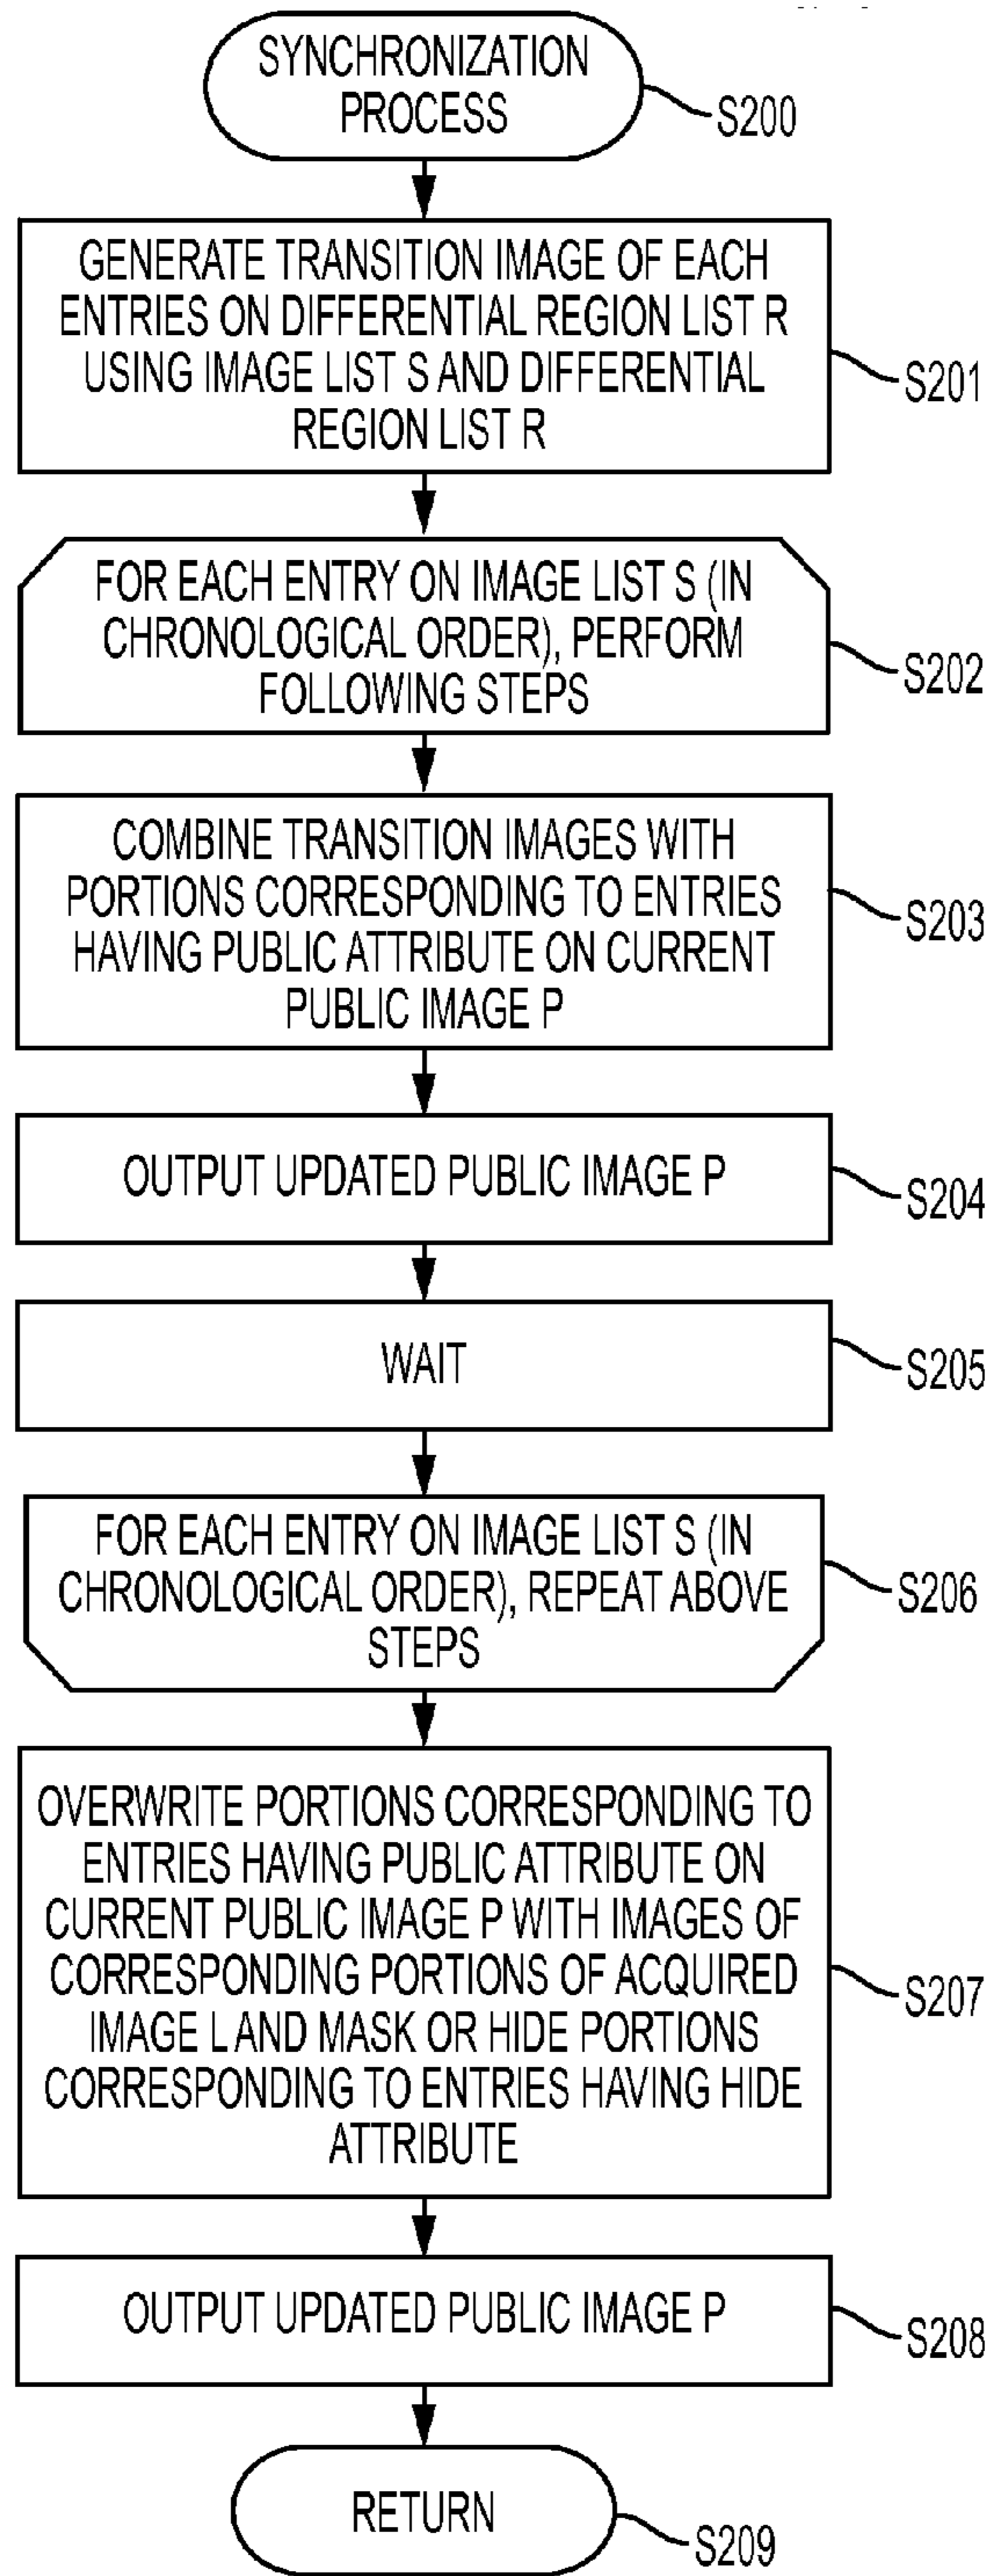 SYNCHRONIZATION
PROCESS
S200
GENERATE TRANSITION IMAGE OF EACH
ENTRIES ON DIFFERENTIAL REGION LIST R
USING IMAGE LIST S AND DIFFERENTIAL
REGION LIST R
S201
FOR EACH ENTRY ON IMAGE LIST S (IN
CHRONOLOGICAL ORDER), PERFORM
FOLLOWING STEPS
S202
COMBINE TRANSITION IMAGES WITH
PORTIONS CORRESPONDING TO ENTRIES
HAVING PUBLIC ATTRIBUTE ON CURRENT
PUBLIC IMAGE P
S203
OUTPUT UPDATED PUBLIC IMAGE P
S204
WAIT
S205
FOR EACH ENTRY ON IMAGE LIST S (IN
CHRONOLOGICAL ORDER), REPEAT ABOVE
STEPS
S206
OVERWRITE PORTIONS CORRESPONDING TO
ENTRIES HAVING PUBLIC ATTRIBUTE ON
CURRENT PUBLIC IMAGE P WITH IMAGES OF
CORRESPONDING PORTIONS OF ACQUIRED
IMAGE L AND MASK OR HIDE PORTIONS
CORRESPONDING TO ENTRIES HAVING HIDE
ATTRIBUTE
S207
OUTPUT UPDATED PUBLIC IMAGE P
S208
RETURN
S209